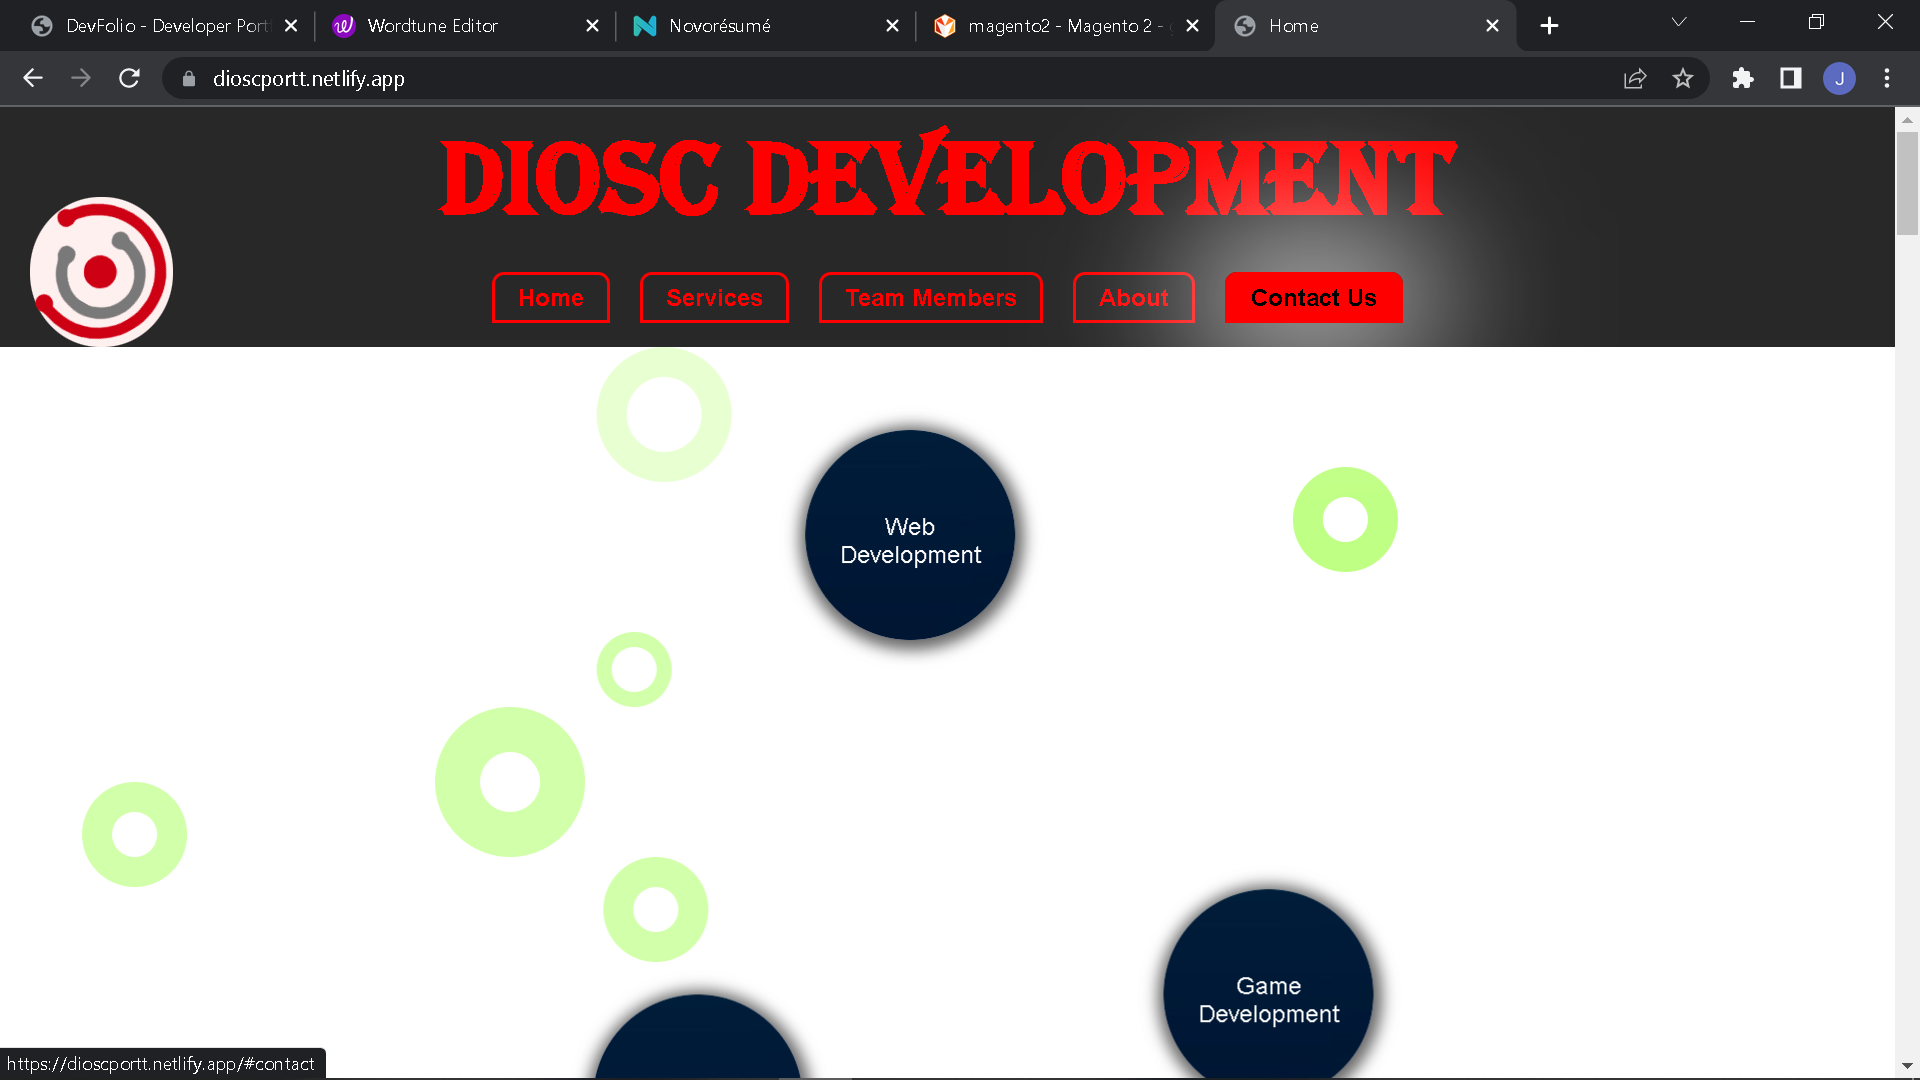 DevFolio - Developer Port
Wordtune Editor
Novorésumé
magento2 - Magento 2 -
Home
dioscportt.netlify.app
J
DIOSC DEVELOPMENT
Home
Services
Team Members
About
Contact Us
Web
Development
Game
Development
https://dioscportt.netlify.app/#contact